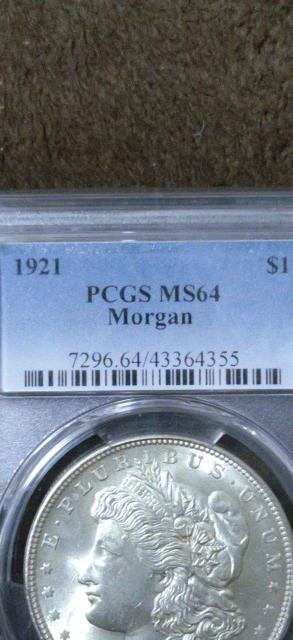 1921 $1
PCGS MS64
Morgan
7296.64/43364355
E·PLURIBUS·UNUM